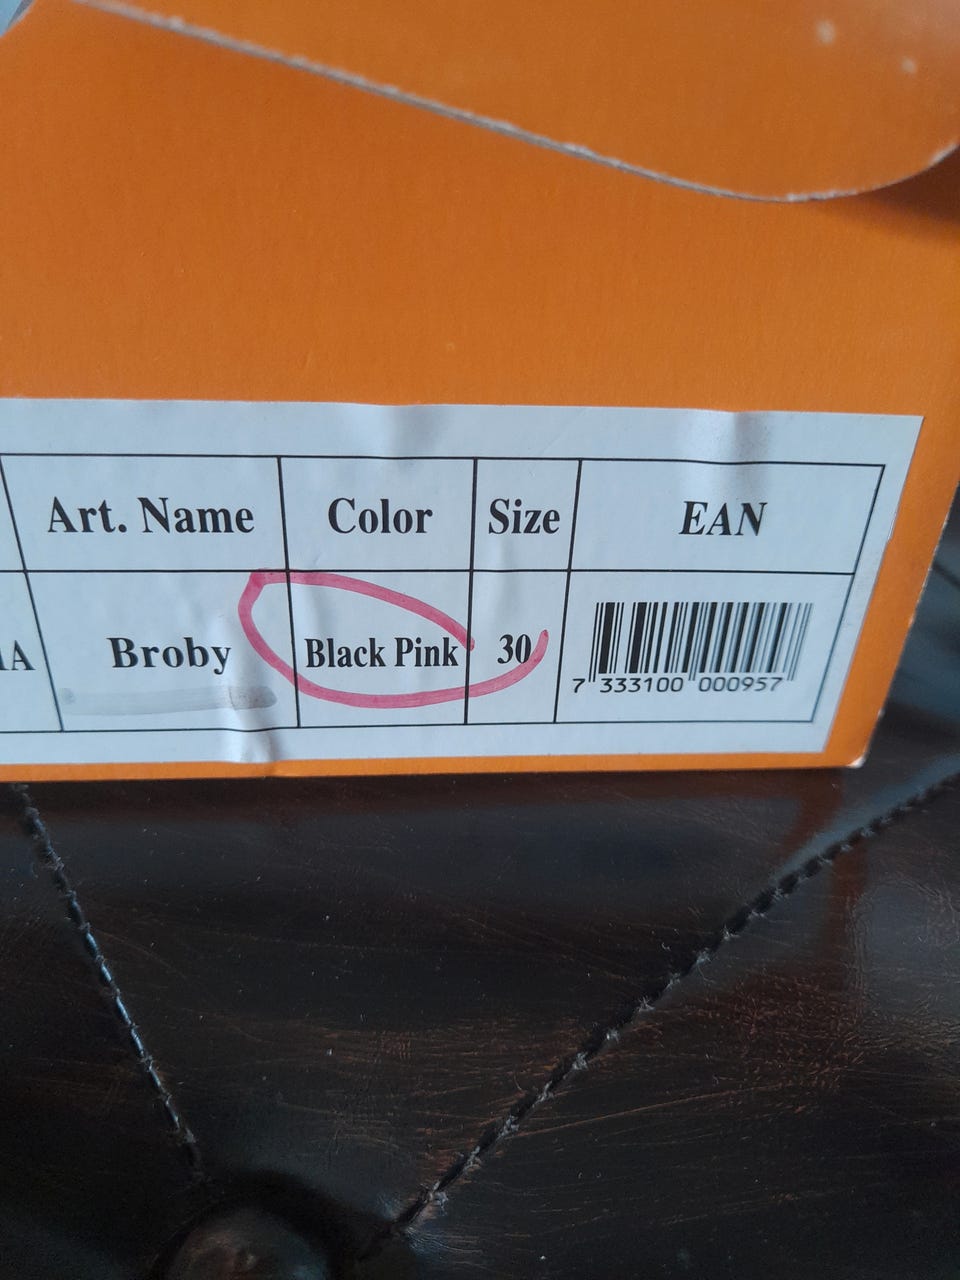 Art. Name Color Size EAN
Broby Black Pink 30
7 333100 000957